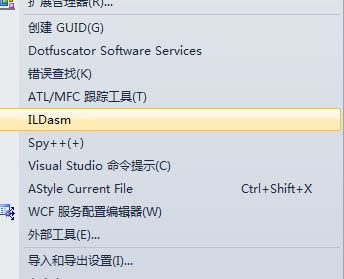 扩展管理器(R)...
创建 GUID(G)
Dotfuscator Software Services
错误查找(K)
ATL/MFC 跟踪工具(T)
ILDasm
Spy++(+)
Visual Studio 命令提示(C)
AStyle Current File Ctrl+Shift+X
WCF 服务配置编辑器(W)
外部工具(E)...
导入和导出设置(I)...